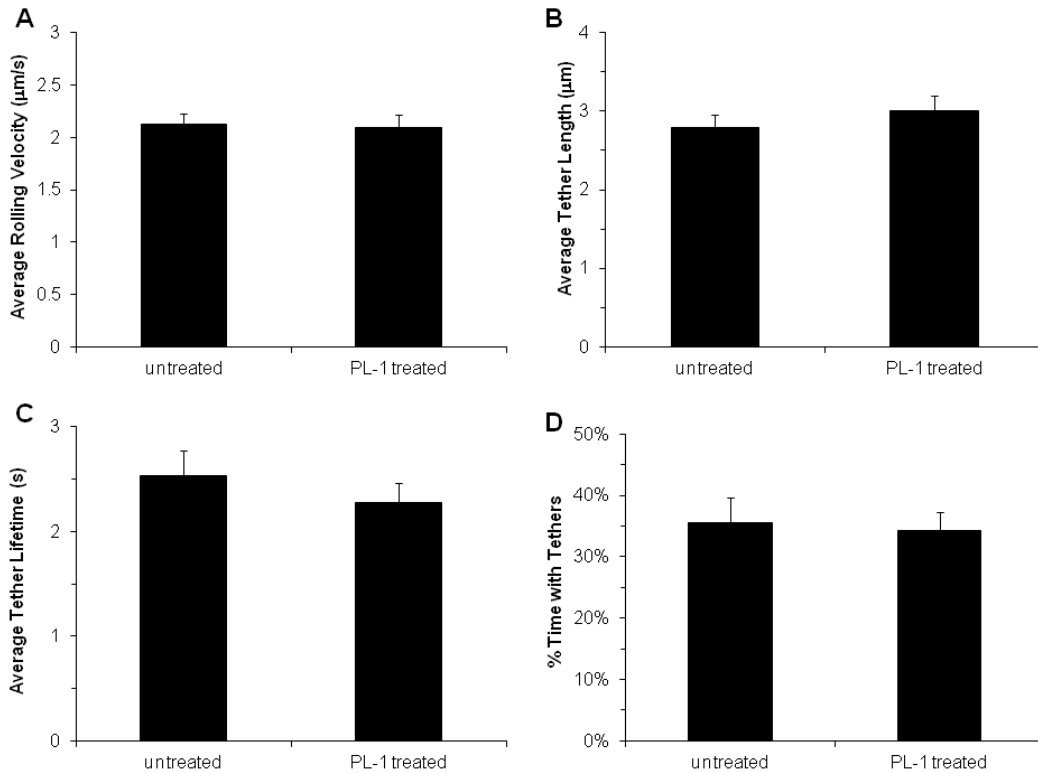 A
Average Rolling Velocity (µm/s)
3
2.5
2
1.5
1
0.5
0
untreated
PL-1 treated
B
Average Tether Length (µm)
4
3
2
1
0
untreated
PL-1 treated
C
Average Tether Lifetime (s)
3
2
1
0
untreated
PL-1 treated
D
% Time with Tethers
50%
40%
30%
20%
10%
0%
untreated
PL-1 treated